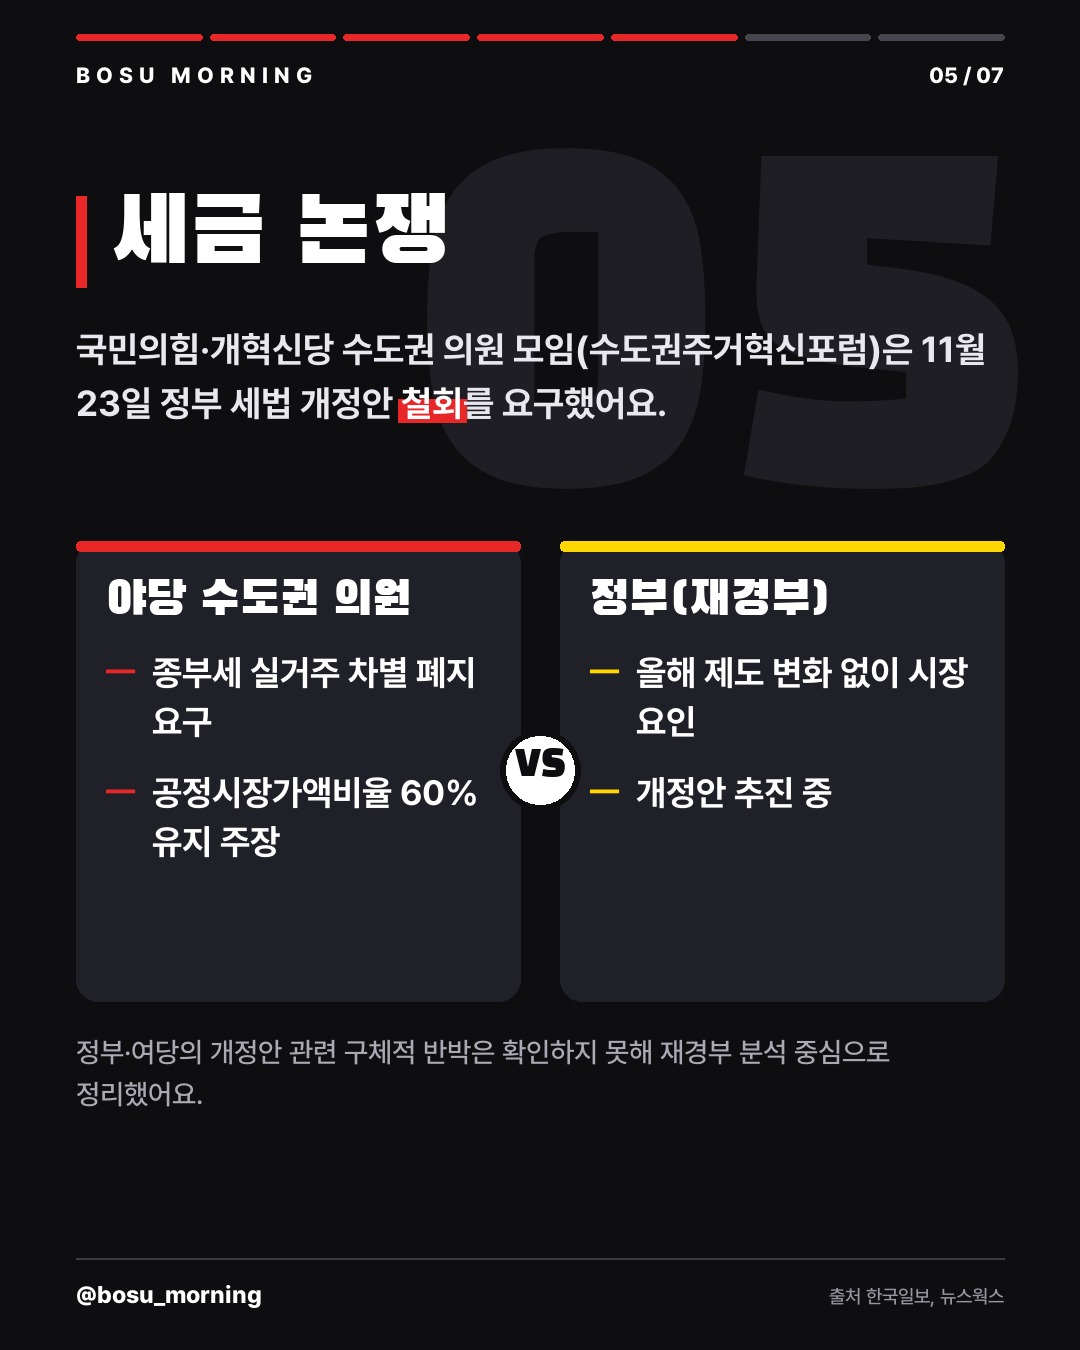 BOSU MORNING
05 / 07
05
세금 논쟁
국민의힘·개혁신당 수도권 의원 모임(수도권주거혁신포럼)은 11월
23일 정부 세법 개정안 철회를 요구했어요.
야당 수도권 의원
— 종부세 실거주 차별 폐지
요구
— 공정시장가액비율 60%
유지 주장
VS
정부(재경부)
— 올해 제도 변화 없이 시장
요인
— 개정안 추진 중
정부·여당의 개정안 관련 구체적 반박은 확인하지 못해 재경부 분석 중심으로
정리했어요.
@bosu_morning
출처 한국일보, 뉴스웍스